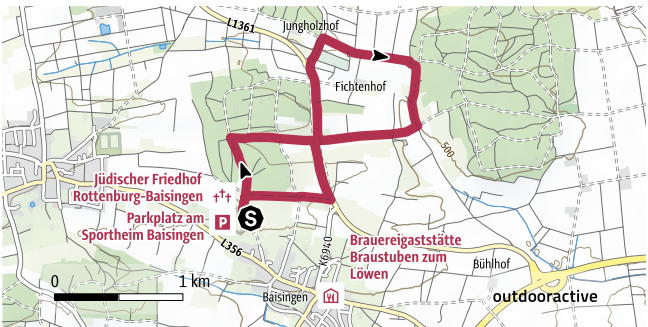 L1361
Jungholzhof
Fichtenhof
500
Jüdischer Friedhof
Rottenburg-Baisingen
P
Parkplatz am
Sportheim Baisingen
S
L356
K6940
Brauereigaststätte
Braustuben zum
Löwen
Bühlhof
0
1 km
Baisingen
outdooractive